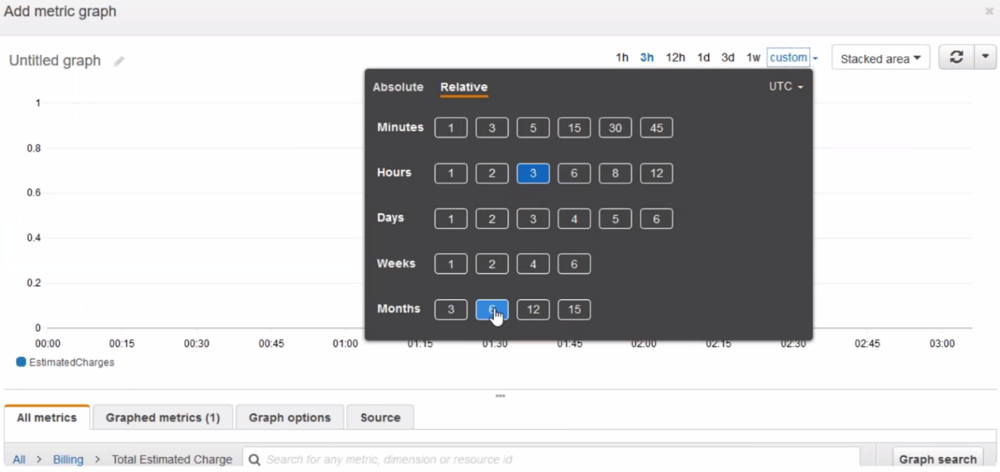 Add metric graph
Untitled graph
1h 3h 12h 1d 3d 1w custom Stacked area
Absolute Relative UTC
Minutes 1 3 5 15 30 45
Hours 1 2 3 6 8 12
Days 1 2 3 4 5 6
Weeks 1 2 4 6
Months 3 6 12 15
1
0.8
0.6
0.4
0.2
0
00:00 00:15 00:30 00:45 01:00 01:15 01:30 01:45 02:00 02:15 02:30 02:45 03:00
EstimatedCharges
All metrics Graphed metrics (1) Graph options Source
All > Billing > Total Estimated Charge Search for any metric, dimension or resource id Graph search